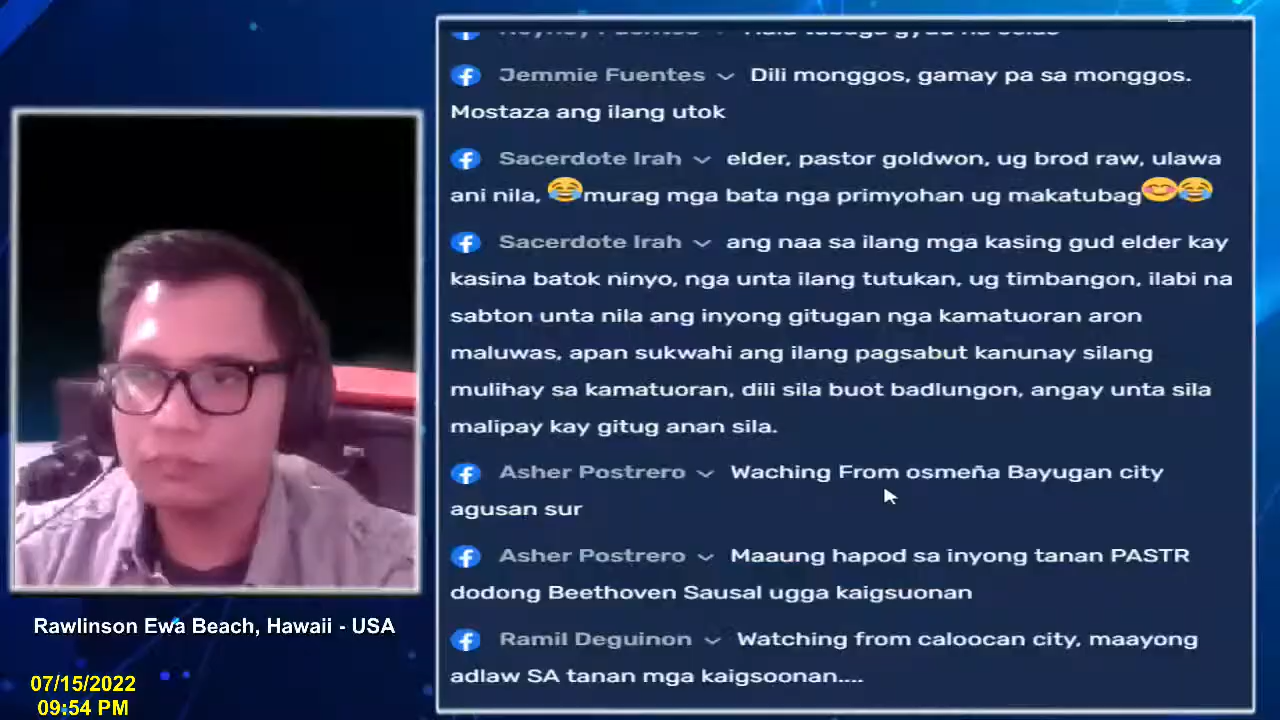 Jemmie Fuentes Dili monggos, gamay pa sa monggos.
Mostaza ang ilang utok
Sacerdote Irah elder, pastor goldwon, ug brod raw, ulawa
ani nila, 😂murag mga bata nga primyohan ug makatubag😊😂
Sacerdote Irah ang naa sa ilang mga kasing gud elder kay
kasina batok ninyo, nga unta ilang tutukan, ug timbangon, ilabi na
sabton unta nila ang inyong gitugan nga kamatuoran aron
maluwas, apan sukwahi ang ilang pagsabut kanunay silang
mulihay sa kamatuoran, dili sila buot badlungon, angay unta sila
malipay kay gitug anan sila.
Asher Postrero Waching From osmeña Bayugan city
agusan sur
Asher Postrero Maaung hapod sa inyong tanan PASTR
dodong Beethoven Sausal ugga kaigsuonan
Ramil Deguinon Watching from caloocan city, maayong
adlaw SA tanan mga kaigsoonan....
Rawlinson Ewa Beach, Hawaii - USA
07/15/2022
09:54 PM